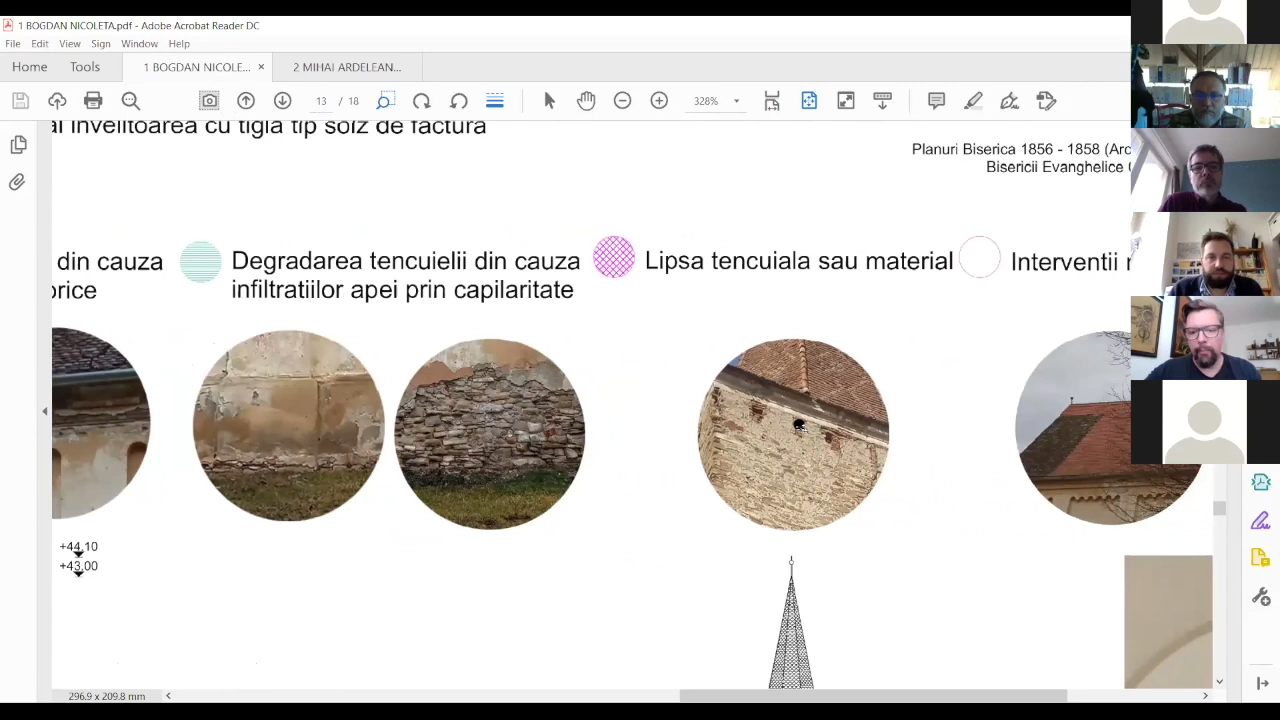 1 BOGDAN NICOLETA.pdf - Adobe Acrobat Reader DC
File Edit View Sign Window Help
Home Tools 1 BOGDAN NICOLE... × 2 MIHAI ARDELEAN...
13 / 18 328%
invelitoarea cu tigla tip solz de factura
Planuri Biserica 1856 - 1858
Bisericii Evanghelice
din cauza
Degradarea tencuielii din cauza
infiltratiilor apei prin capilaritate
Lipsa tencuiala sau material
Interventii
+44,10
+43,00
296.9 x 209.8 mm